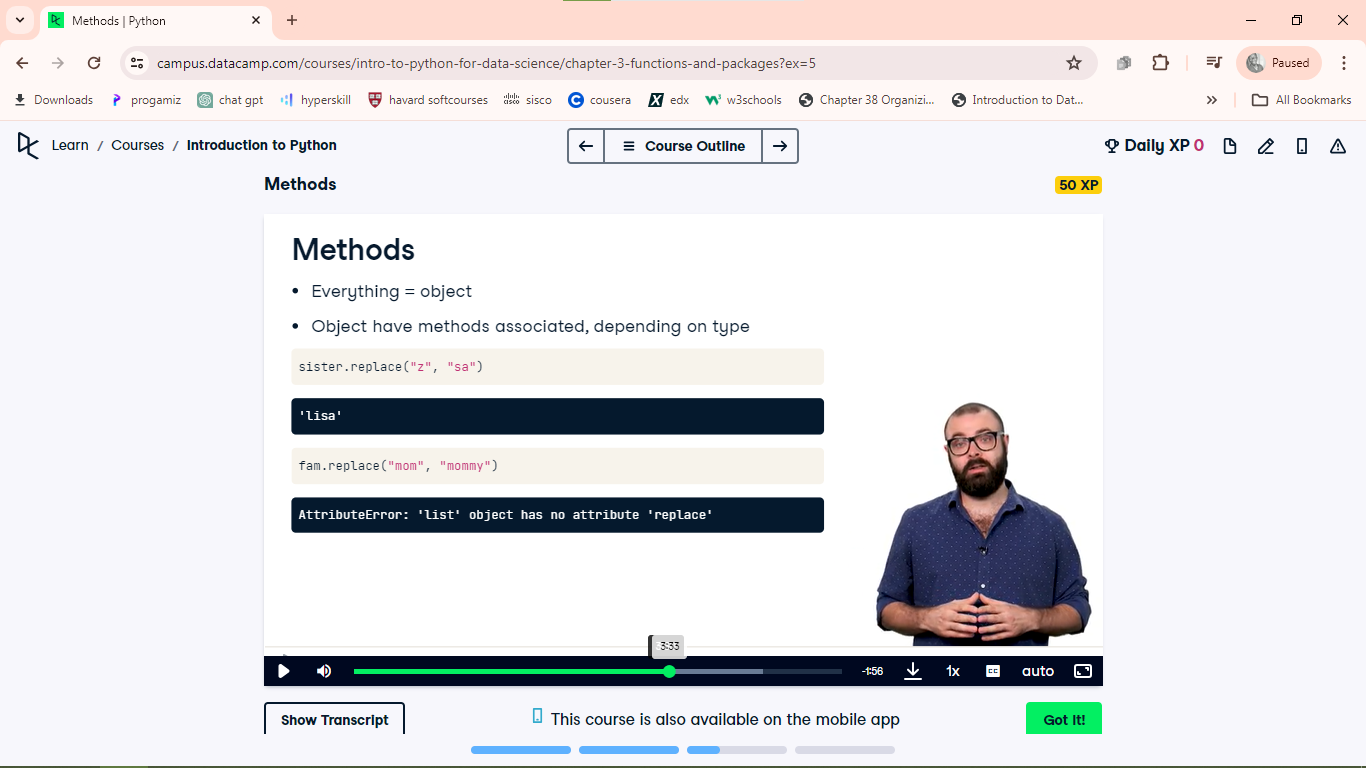 Methods | Python
campus.datacamp.com/courses/intro-to-python-for-data-science/chapter-3-functions-and-packages?ex=5
Paused
Downloads progamiz chat gpt hyperskill havard softcourses sisco cousera edx w3schools Chapter 38 Organizi... Introduction to Dat... All Bookmarks
Learn / Courses / Introduction to Python
Course Outline
Daily XP 0
Methods
50 XP
Methods
• Everything = object
• Object have methods associated, depending on type
sister.replace("z", "sa")
'lisa'
fam.replace("mom", "mommy")
AttributeError: 'list' object has no attribute 'replace'
3:33
-1:56 1x CC auto
Show Transcript
This course is also available on the mobile app
Got It!